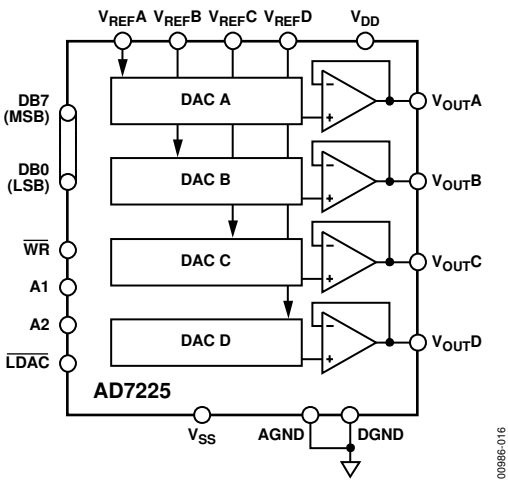 VREFA VREFB VREFC VREFD VDD
DB7
(MSB)
DAC A
–
+
VOUTA
DB0
(LSB)
DAC B
–
+
VOUTB
WR
DAC C
–
+
VOUTC
A1
A2
DAC D
–
+
VOUTD
LDAC
AD7225
VSS
AGND
DGND
00986-016